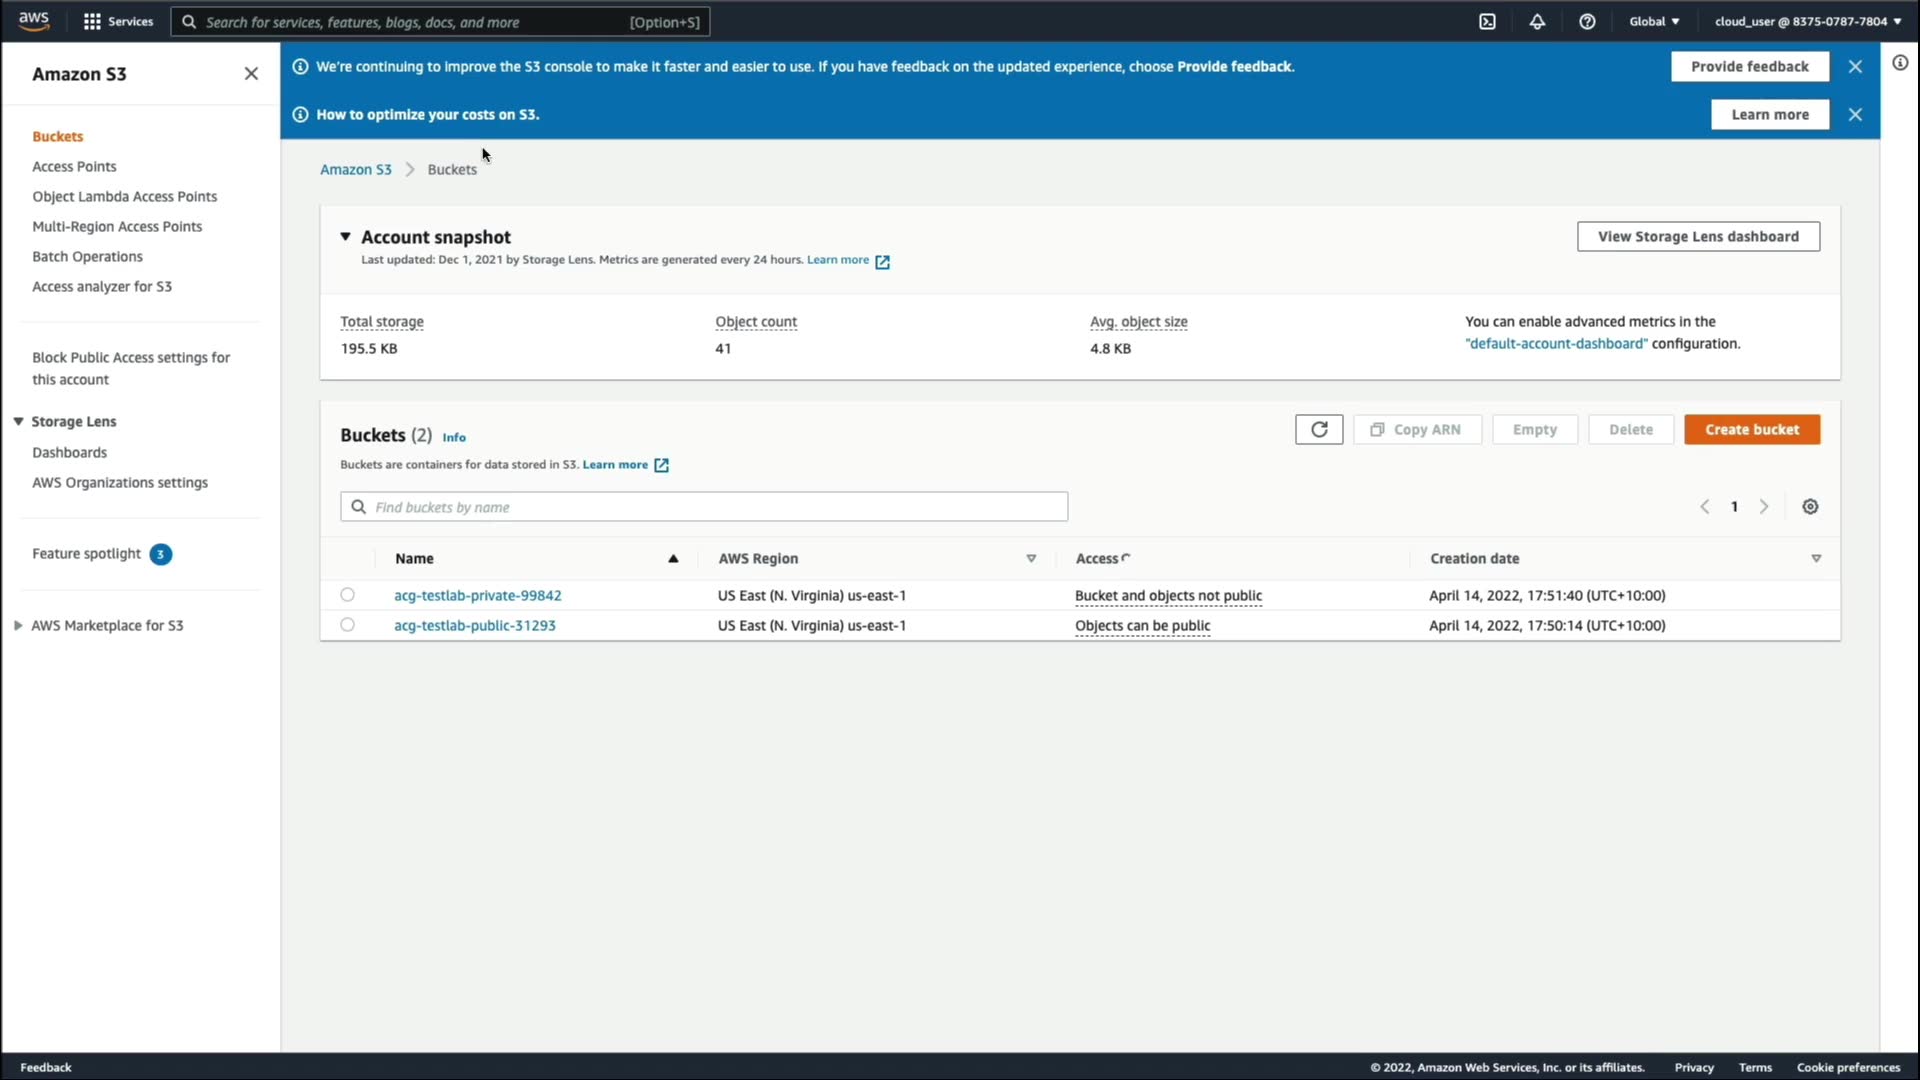 aws
Services
Search for services, features, blogs, docs, and more
[Option+S]
Global
cloud_user @ 8375-0787-7804
Amazon S3
Buckets
Access Points
Object Lambda Access Points
Multi-Region Access Points
Batch Operations
Access analyzer for S3
Block Public Access settings for
this account
Storage Lens
Dashboards
AWS Organizations settings
Feature spotlight 3
AWS Marketplace for S3
We're continuing to improve the S3 console to make it faster and easier to use. If you have feedback on the updated experience, choose Provide feedback.
Provide feedback
How to optimize your costs on S3.
Learn more
Amazon S3 Buckets
Account snapshot
View Storage Lens dashboard
Last updated: Dec 1, 2021 by Storage Lens. Metrics are generated every 24 hours. Learn more
Total storage
195.5 KB
Object count
41
Avg. object size
4.8 KB
You can enable advanced metrics in the
"default-account-dashboard" configuration.
Buckets (2) Info
Copy ARN
Empty
Delete
Create bucket
Buckets are containers for data stored in S3. Learn more
Find buckets by name
1
Name AWS Region Access Creation date
acg-testlab-private-99842 US East (N. Virginia) us-east-1 Bucket and objects not public April 14, 2022, 17:51:40 (UTC+10:00)
acg-testlab-public-31293 US East (N. Virginia) us-east-1 Objects can be public April 14, 2022, 17:50:14 (UTC+10:00)
Feedback
© 2022, Amazon Web Services, Inc. or its affiliates.
Privacy
Terms
Cookie preferences